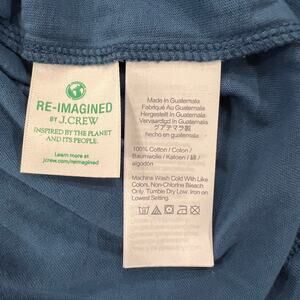 RE-IMAGINED
BY J.CREW
INSPIRED BY THE PLANET
AND ITS PEOPLE.
Learn more at
jcrew.com/reimagined
Made in Guatemala
Fabriqué Au Guatemala
Hergestellt in Guatemala
Vervaardigd in Guatemala
グアテマラ製
hecho en Guatemala
100% Cotton / Coton /
Baumwolle / Katoen / 綿 /
algodón
Machine Wash Cold With Like
Colors. Non-Chlorine Bleach
Only. Tumble Dry Low. Iron on
Lowest Setting.